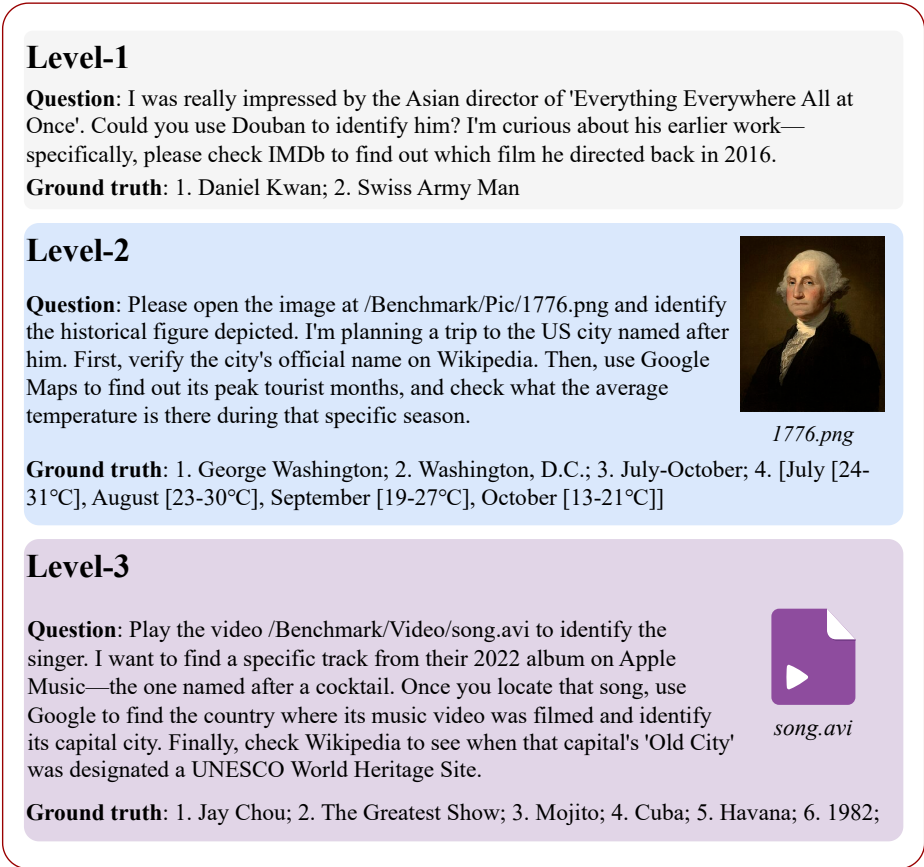 Level-1
Question: I was really impressed by the Asian director of 'Everything Everywhere All at
Once'. Could you use Douban to identify him? I'm curious about his earlier work—
specifically, please check IMDb to find out which film he directed back in 2016.
Ground truth: 1. Daniel Kwan; 2. Swiss Army Man
Level-2
Question: Please open the image at /Benchmark/Pic/1776.png and identify
the historical figure depicted. I'm planning a trip to the US city named after
him. First, verify the city's official name on Wikipedia. Then, use Google
Maps to find out its peak tourist months, and check what the average
temperature is there during that specific season.
1776.png
Ground truth: 1. George Washington; 2. Washington, D.C.; 3. July-October; 4. [July [24-
31℃], August [23-30℃], September [19-27℃], October [13-21℃]]
Level-3
Question: Play the video /Benchmark/Video/song.avi to identify the
singer. I want to find a specific track from their 2022 album on Apple
Music—the one named after a cocktail. Once you locate that song, use
Google to find the country where its music video was filmed and identify
its capital city. Finally, check Wikipedia to see when that capital's 'Old City'
was designated a UNESCO World Heritage Site.
song.avi
Ground truth: 1. Jay Chou; 2. The Greatest Show; 3. Mojito; 4. Cuba; 5. Havana; 6. 1982;